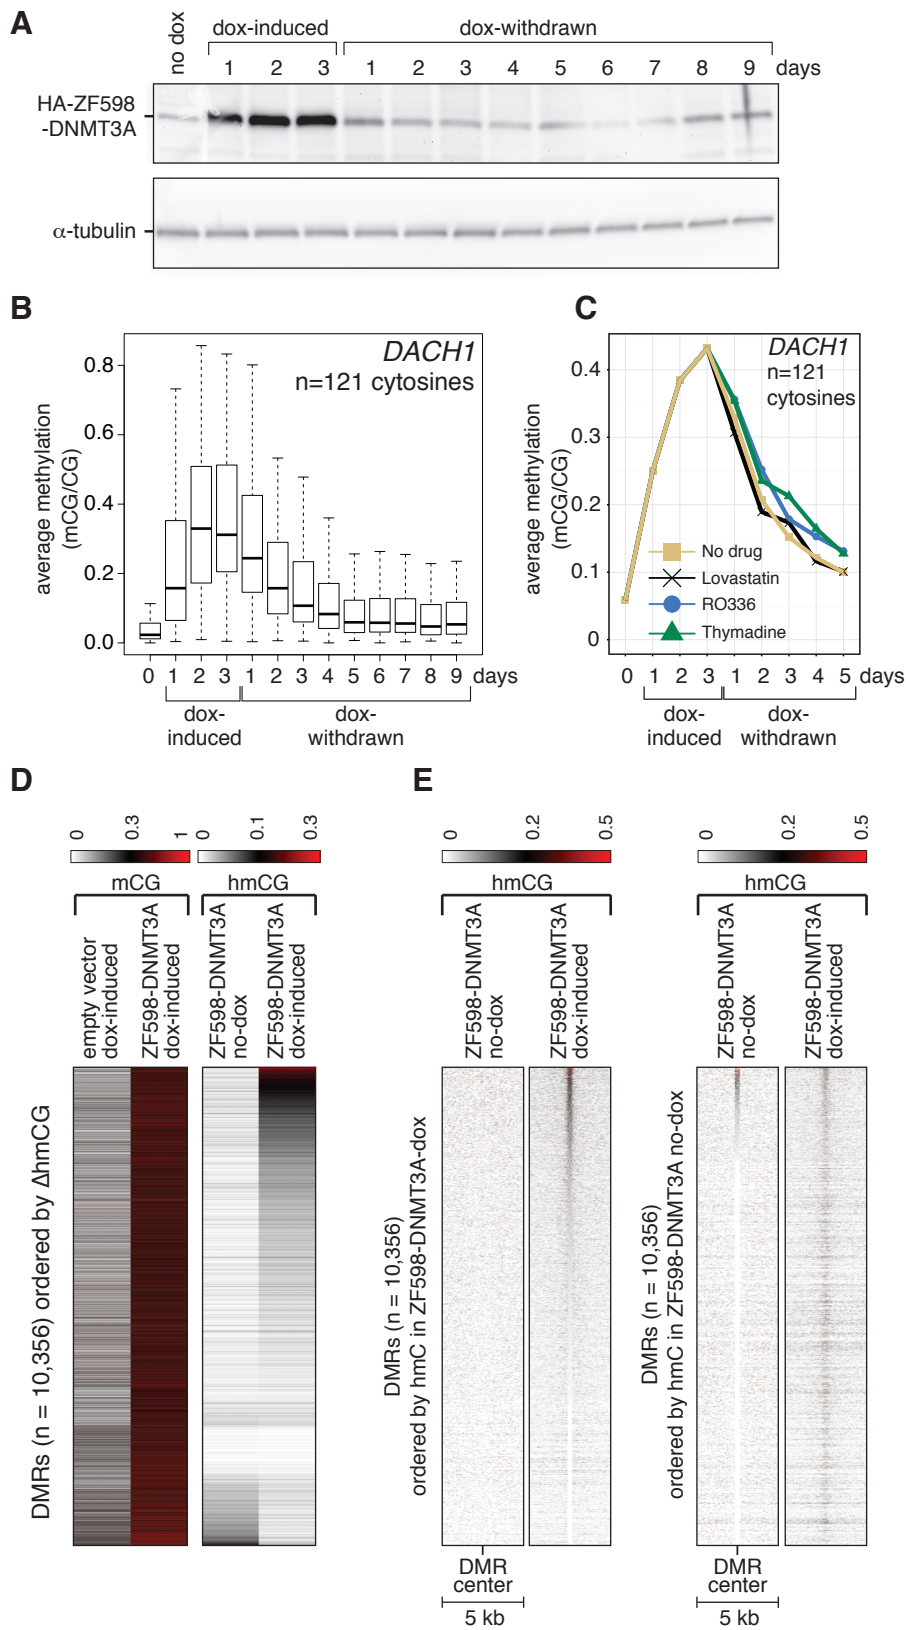 A
no dox
dox-induced
dox-withdrawn
1 2 3 1 2 3 4 5 6 7 8 9 days
HA-ZF598
-DNMT3A
α-tubulin
B
DACH1
n=121 cytosines
average methylation
(mCG/CG)
0.8
0.6
0.4
0.2
0.0
0 1 2 3 1 2 3 4 5 6 7 8 9 days
dox-
induced
dox-
withdrawn
C
DACH1
n=121
cytosines
average methylation
(mCG/CG)
0.4
0.3
0.2
0.1
0
No drug
Lovastatin
RO336
Thymadine
0 1 2 3 1 2 3 4 5 days
dox-
induced
dox-
withdrawn
D
0 0.3 1
0 0.1 0.3
mCG
hmCG
empty vector
dox-induced
ZF598-DNMT3A
dox-induced
ZF598-DNMT3A
no-dox
ZF598-DNMT3A
dox-induced
DMRs (n = 10,356) ordered by ΔhmCG
E
0 0.2 0.5
0 0.2 0.5
hmCG
hmCG
ZF598-DNMT3A
no-dox
ZF598-DNMT3A
dox-induced
ZF598-DNMT3A
no-dox
ZF598-DNMT3A
dox-induced
DMRs (n = 10,356)
ordered by hmC in ZF598-DNMT3A-dox
DMRs (n = 10,356)
ordered by hmC in ZF598-DNMT3A no-dox
DMR
center
5 kb
DMR
center
5 kb